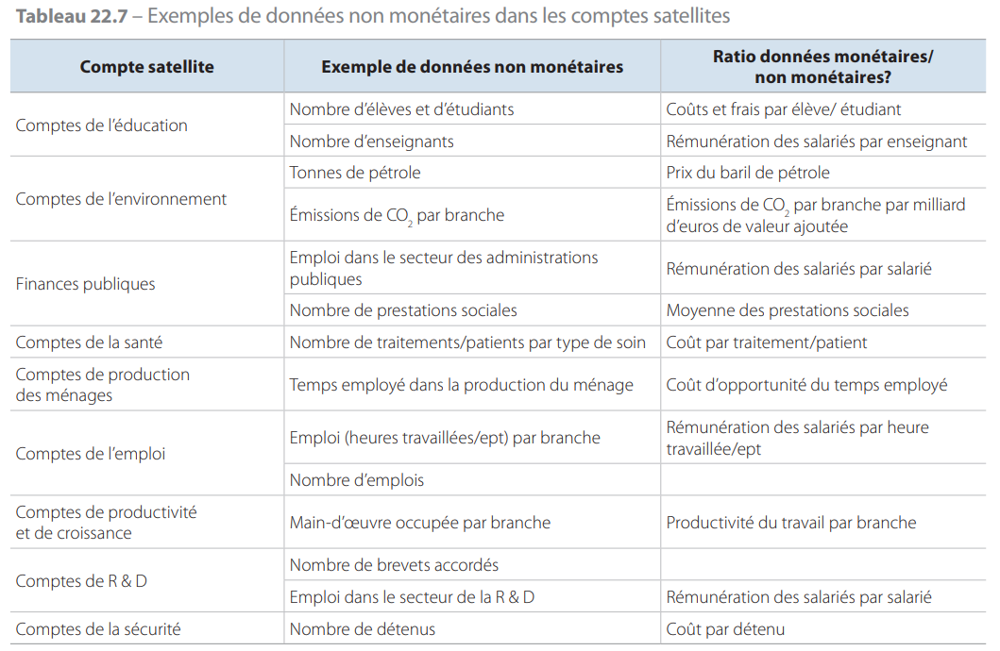 Tableau 22.7 – Exemples de données non monétaires dans les comptes satellites
Compte satellite
Exemple de données non monétaires
Ratio données monétaires/
non monétaires?
Comptes de l’éducation
Nombre d’élèves et d’étudiants
Coûts et frais par élève/ étudiant
Nombre d’enseignants
Rémunération des salariés par enseignant
Comptes de l’environnement
Tonnes de pétrole
Prix du baril de pétrole
Émissions de CO2 par branche
Émissions de CO2 par branche par milliard
d’euros de valeur ajoutée
Finances publiques
Emploi dans le secteur des administrations
publiques
Rémunération des salariés par salarié
Nombre de prestations sociales
Moyenne des prestations sociales
Comptes de la santé
Nombre de traitements/patients par type de soin
Coût par traitement/patient
Comptes de production
des ménages
Temps employé dans la production du ménage
Coût d’opportunité du temps employé
Comptes de l’emploi
Emploi (heures travaillées/ept) par branche
Rémunération des salariés par heure
travaillée/ept
Nombre d’emplois
Comptes de productivité
et de croissance
Main-d’œuvre occupée par branche
Productivité du travail par branche
Comptes de R & D
Nombre de brevets accordés
Emploi dans le secteur de la R & D
Rémunération des salariés par salarié
Comptes de la sécurité
Nombre de détenus
Coût par détenu